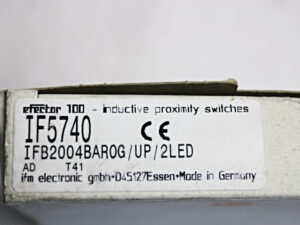 efector 100 - inductive proximity switches
IF5740 CE
IFB2004BAROG/UP/2LED
AD T41
ifm electronic gmbh•D45127Essen•Made in Germany